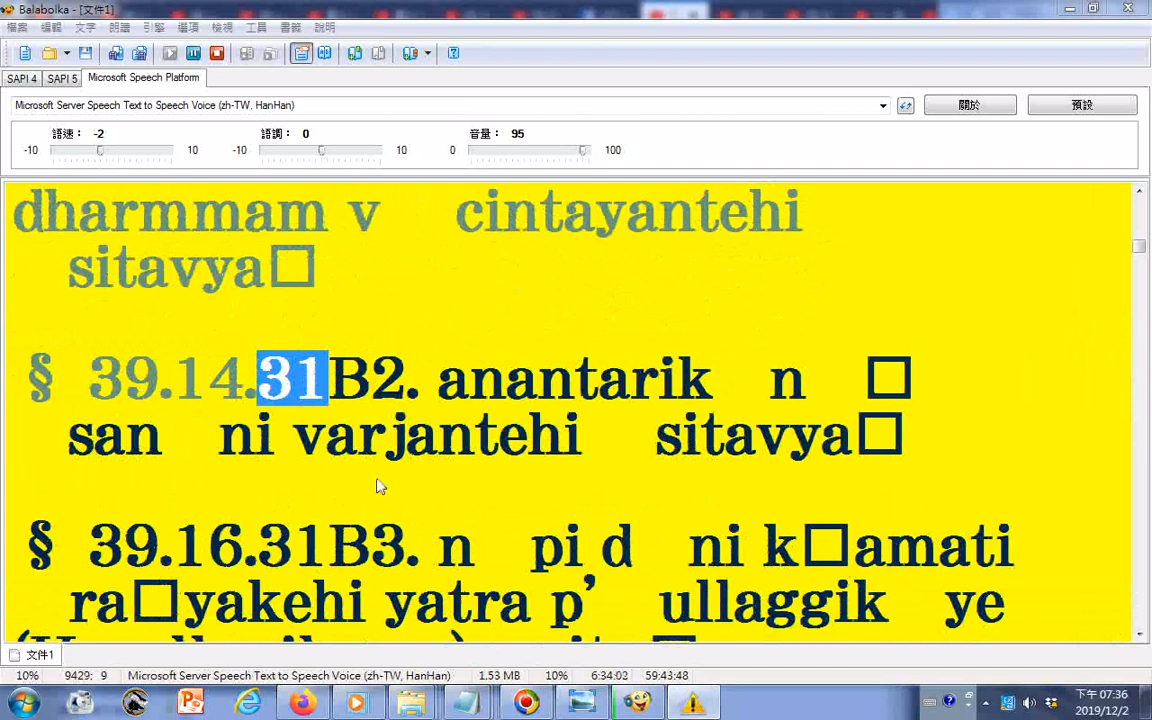 Balabolka - [文件1]
檔案 編輯 文字 朗讀 引擎 選項 檢視 工具 書籤 說明
SAPI 4 SAPI 5 Microsoft Speech Platform
Microsoft Server Speech Text to Speech Voice (zh-TW, HanHan)
關於 預設
語速： -2 語調： 0 音量： 95
-10 10 -10 10 0 100
dharmmam v cintayantehi
sitavya□
§ 39.14.31B2. anantarik n □
san ni varjantehi sitavya□
§ 39.16.31B3. n pi d ni k□amati
ra□yakehi yatra p’ ullaggik ye
文件1
10% 9429: 9 Microsoft Server Speech Text to Speech Voice (zh-TW, HanHan) 1.53 MB 10% 6:34:02 59:43:48
下午 07:36
2019/12/2